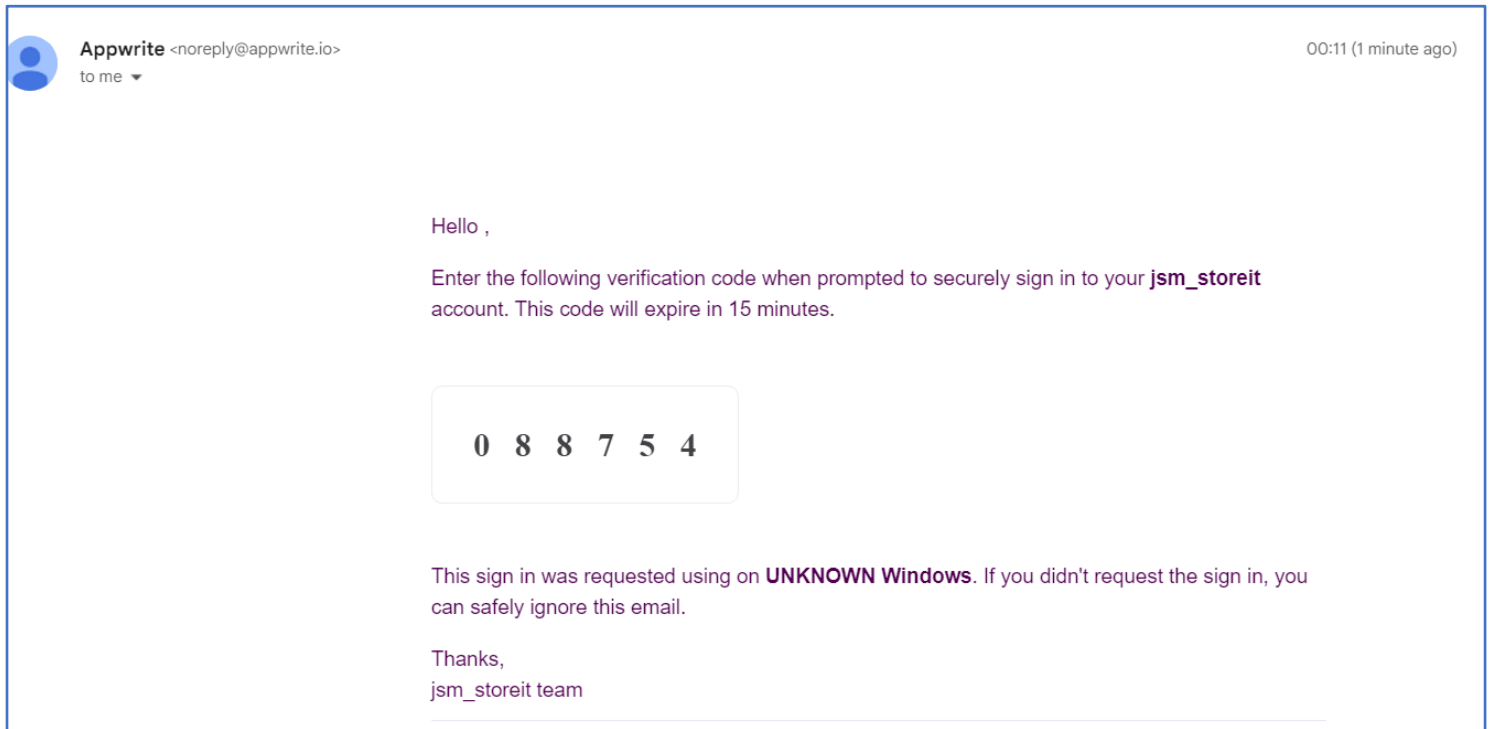 Appwrite <noreply@appwrite.io>
00:11 (1 minute ago)
to me
Hello ,
Enter the following verification code when prompted to securely sign in to your jsm_storeit
account. This code will expire in 15 minutes.
0 8 8 7 5 4
This sign in was requested using on UNKNOWN Windows. If you didn't request the sign in, you
can safely ignore this email.
Thanks,
jsm_storeit team